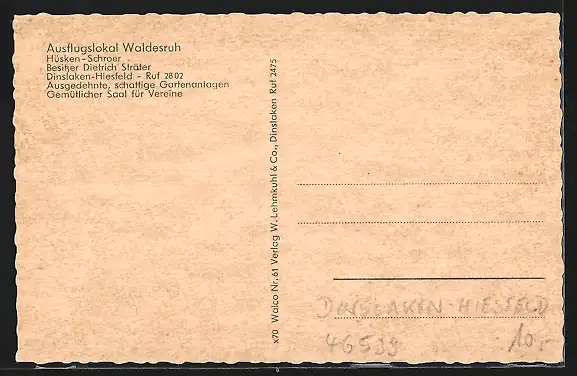 Ausflugslokal Waldesruh
Hüsken-Schroer
Besitzer Dietrich Sträter
Dinslaken-Hiesfeld - Ruf 2802
Ausgedehnte, schattige Gartenanlagen
Gemütlicher Saal für Vereine
x70 Walco Nr. 61 Verlag W. Lehmkuhl & Co., Dinslaken Ruf 2475
DINSLAKEN-HIESFELD
46539
10,-